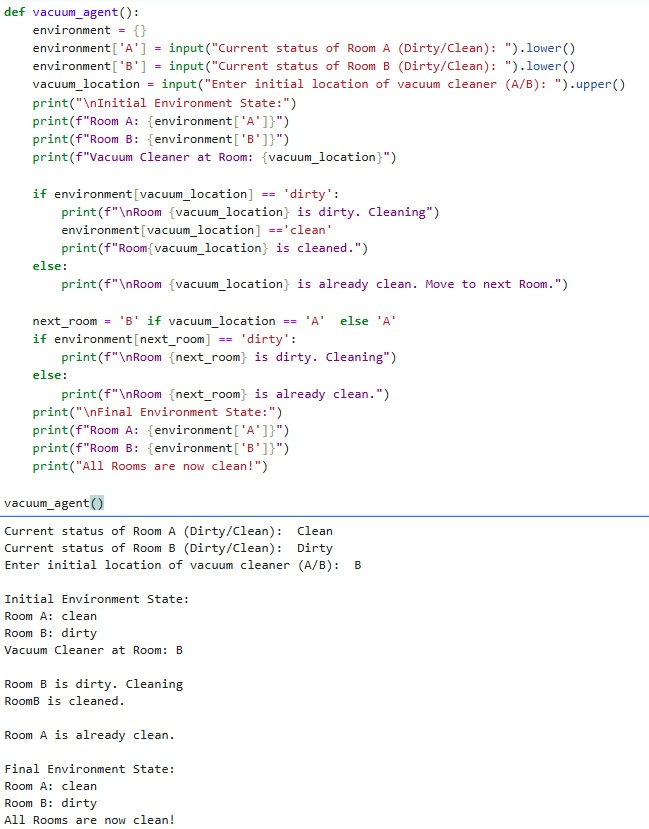 def vacuum_agent():
    environment = {}
    environment['A'] = input("Current status of Room A (Dirty/Clean): ").lower()
    environment['B'] = input("Current status of Room B (Dirty/Clean): ").lower()
    vacuum_location = input("Enter initial location of vacuum cleaner (A/B): ").upper()
    print("\nInitial Environment State:")
    print(f"Room A: {environment['A']}")
    print(f"Room B: {environment['B']}")
    print(f"Vacuum Cleaner at Room: {vacuum_location}")

    if environment[vacuum_location] == 'dirty':
        print(f"\nRoom {vacuum_location} is dirty. Cleaning")
        environment[vacuum_location] =='clean'
        print(f"Room{vacuum_location} is cleaned.")
    else:
        print(f"\nRoom {vacuum_location} is already clean. Move to next Room.")

    next_room = 'B' if vacuum_location == 'A'  else 'A'
    if environment[next_room] == 'dirty':
        print(f"\nRoom {next_room} is dirty. Cleaning")
    else:
        print(f"\nRoom {next_room} is already clean.")
    print("\nFinal Environment State:")
    print(f"Room A: {environment['A']}")
    print(f"Room B: {environment['B']}")
    print("All Rooms are now clean!")

vacuum_agent()
Current status of Room A (Dirty/Clean):  Clean
Current status of Room B (Dirty/Clean):  Dirty
Enter initial location of vacuum cleaner (A/B):  B

Initial Environment State:
Room A: clean
Room B: dirty
Vacuum Cleaner at Room: B

Room B is dirty. Cleaning
RoomB is cleaned.

Room A is already clean.

Final Environment State:
Room A: clean
Room B: dirty
All Rooms are now clean!